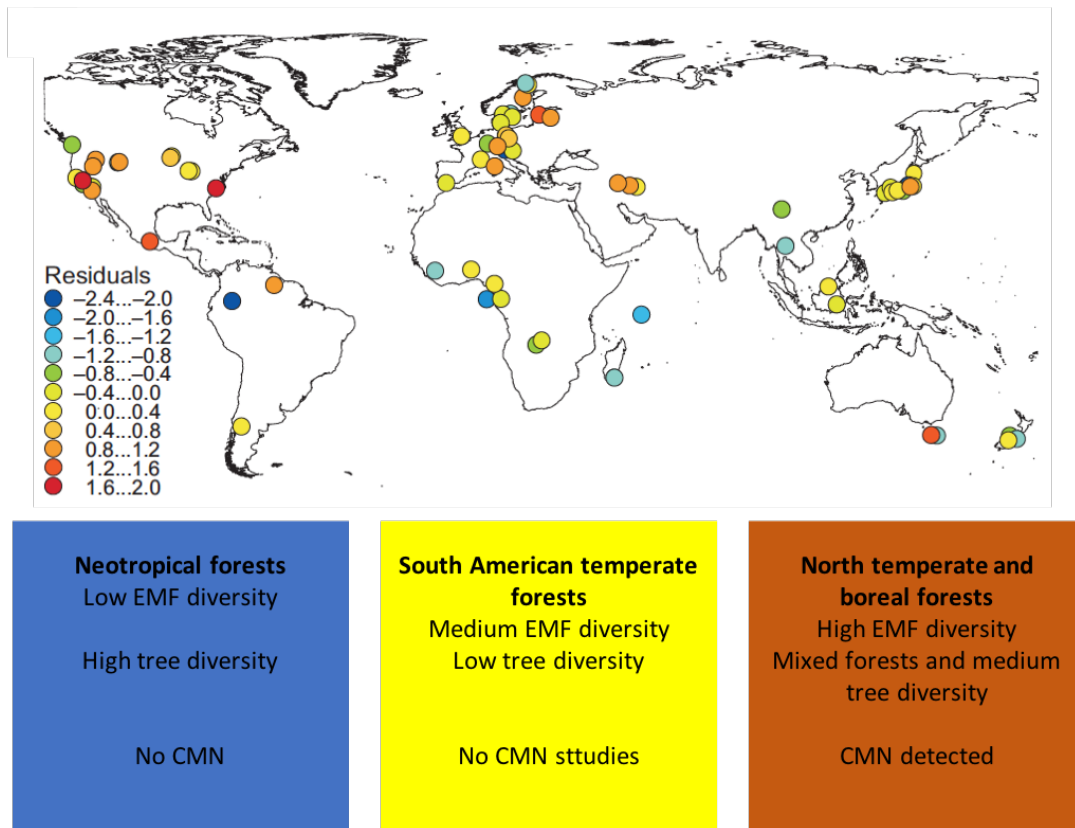 Residuals
−2.4...−2.0
−2.0...−1.6
−1.6...−1.2
−1.2...−0.8
−0.8...−0.4
−0.4...0.0
0.0...0.4
0.4...0.8
0.8...1.2
1.2...1.6
1.6...2.0
Neotropical forests
Low EMF diversity
High tree diversity
No CMN
South American temperate
forests
Medium EMF diversity
Low tree diversity
No CMN sttudies
North temperate and
boreal forests
High EMF diversity
Mixed forests and medium
tree diversity
CMN detected